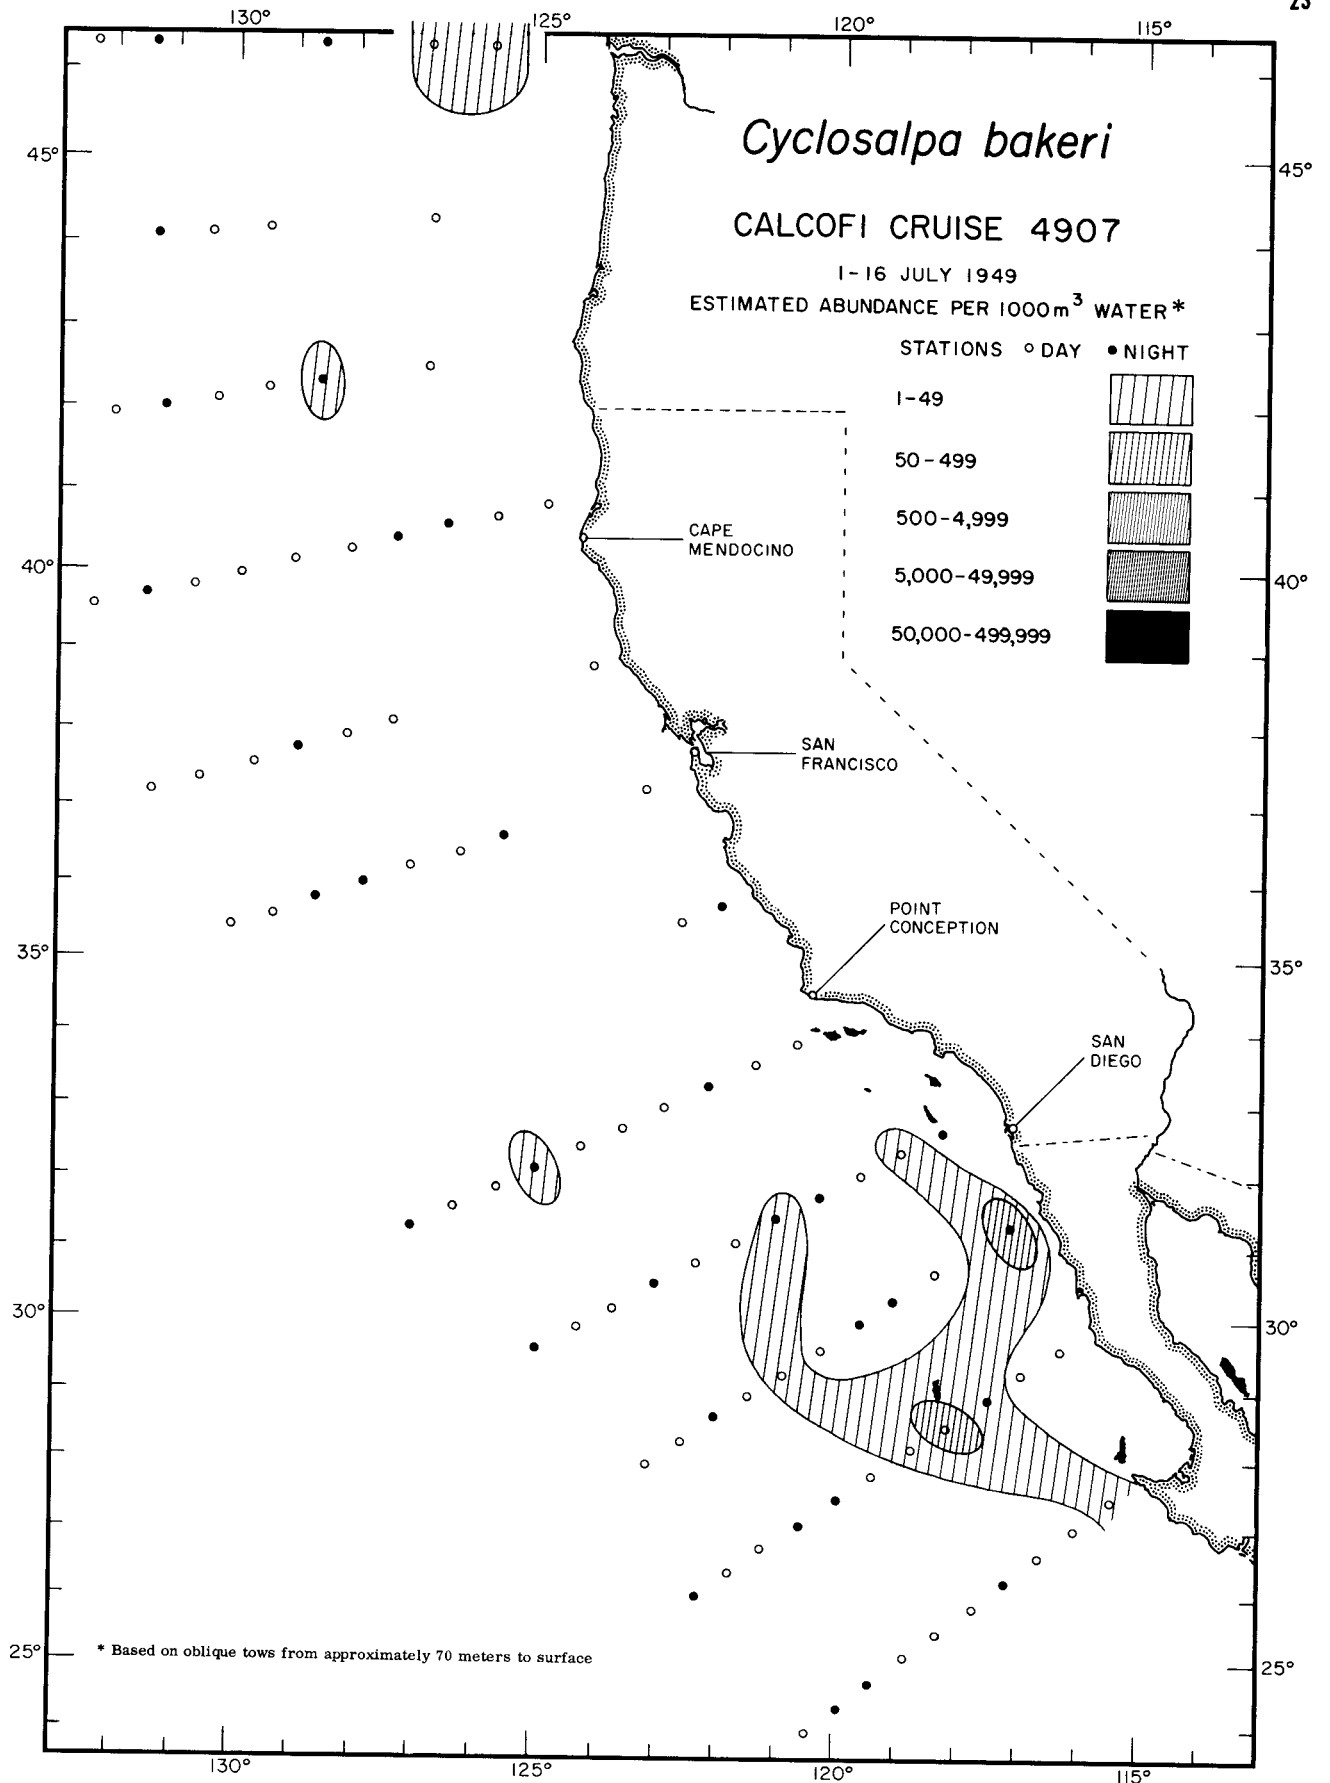 23
130° 125° 120° 115°
45° 45°
Cyclosalpa bakeri
CALCOFI CRUISE 4907
1-16 JULY 1949
ESTIMATED ABUNDANCE PER 1000m³ WATER*
STATIONS ○ DAY ● NIGHT
1-49
50-499
500-4,999
5,000-49,999
50,000-499,999
CAPE
MENDOCINO
40° 40°
SAN
FRANCISCO
POINT
CONCEPTION
35° 35°
SAN
DIEGO
30° 30°
* Based on oblique tows from approximately 70 meters to surface
25° 25°
130° 125° 120° 115°